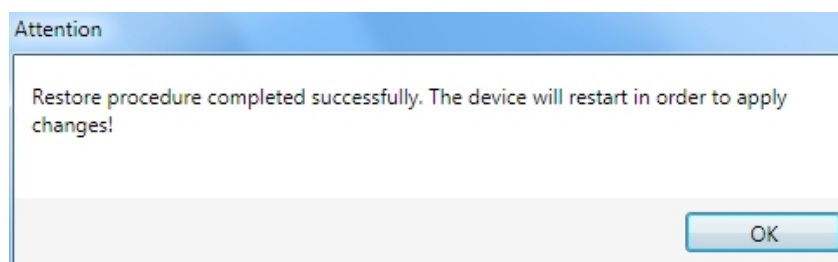 Attention
Restore procedure completed successfully. The device will restart in order to apply
changes!
OK